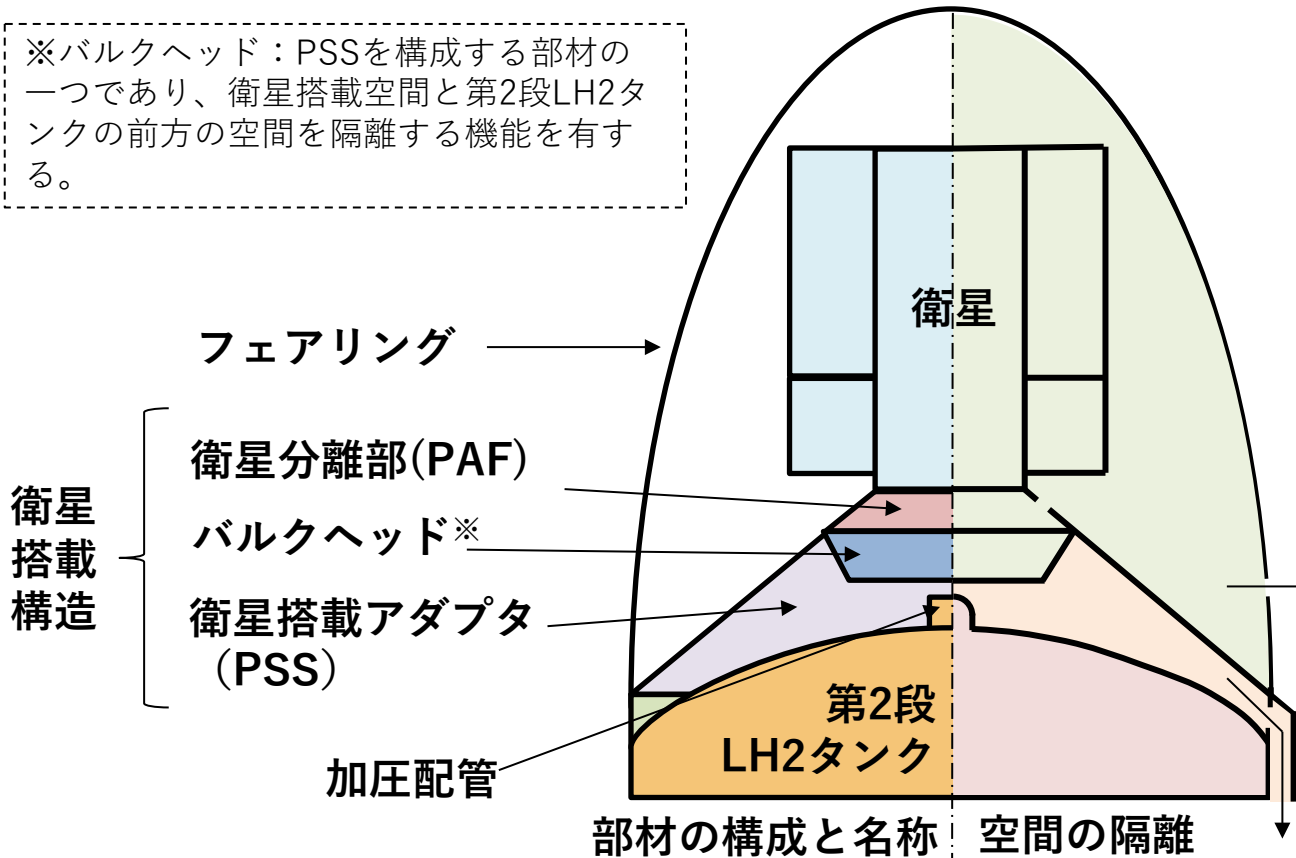 ※バルクヘッド：PSSを構成する部材の
一つであり、衛星搭載空間と第2段LH2タ
ンクの前方の空間を隔離する機能を有す
る。
衛星
フェアリング
衛星分離部(PAF)
バルクヘッド※
衛星搭載アダプタ
（PSS）
衛星
搭載
構造
加圧配管
第2段
LH2タンク
部材の構成と名称
空間の隔離